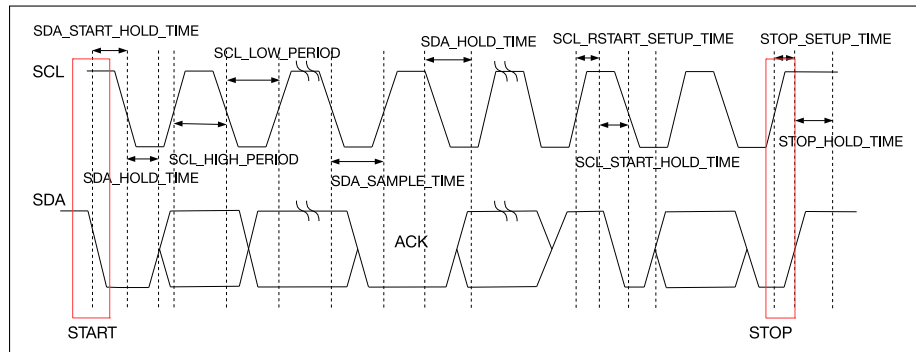 SDA_START_HOLD_TIME
SCL_LOW_PERIOD
SDA_HOLD_TIME
SCL_RSTART_SETUP_TIME
STOP_SETUP_TIME
SCL
SCL_HIGH_PERIOD
SCL_START_HOLD_TIME
STOP_HOLD_TIME
SDA_HOLD_TIME
SDA_SAMPLE_TIME
SDA
ACK
START
STOP